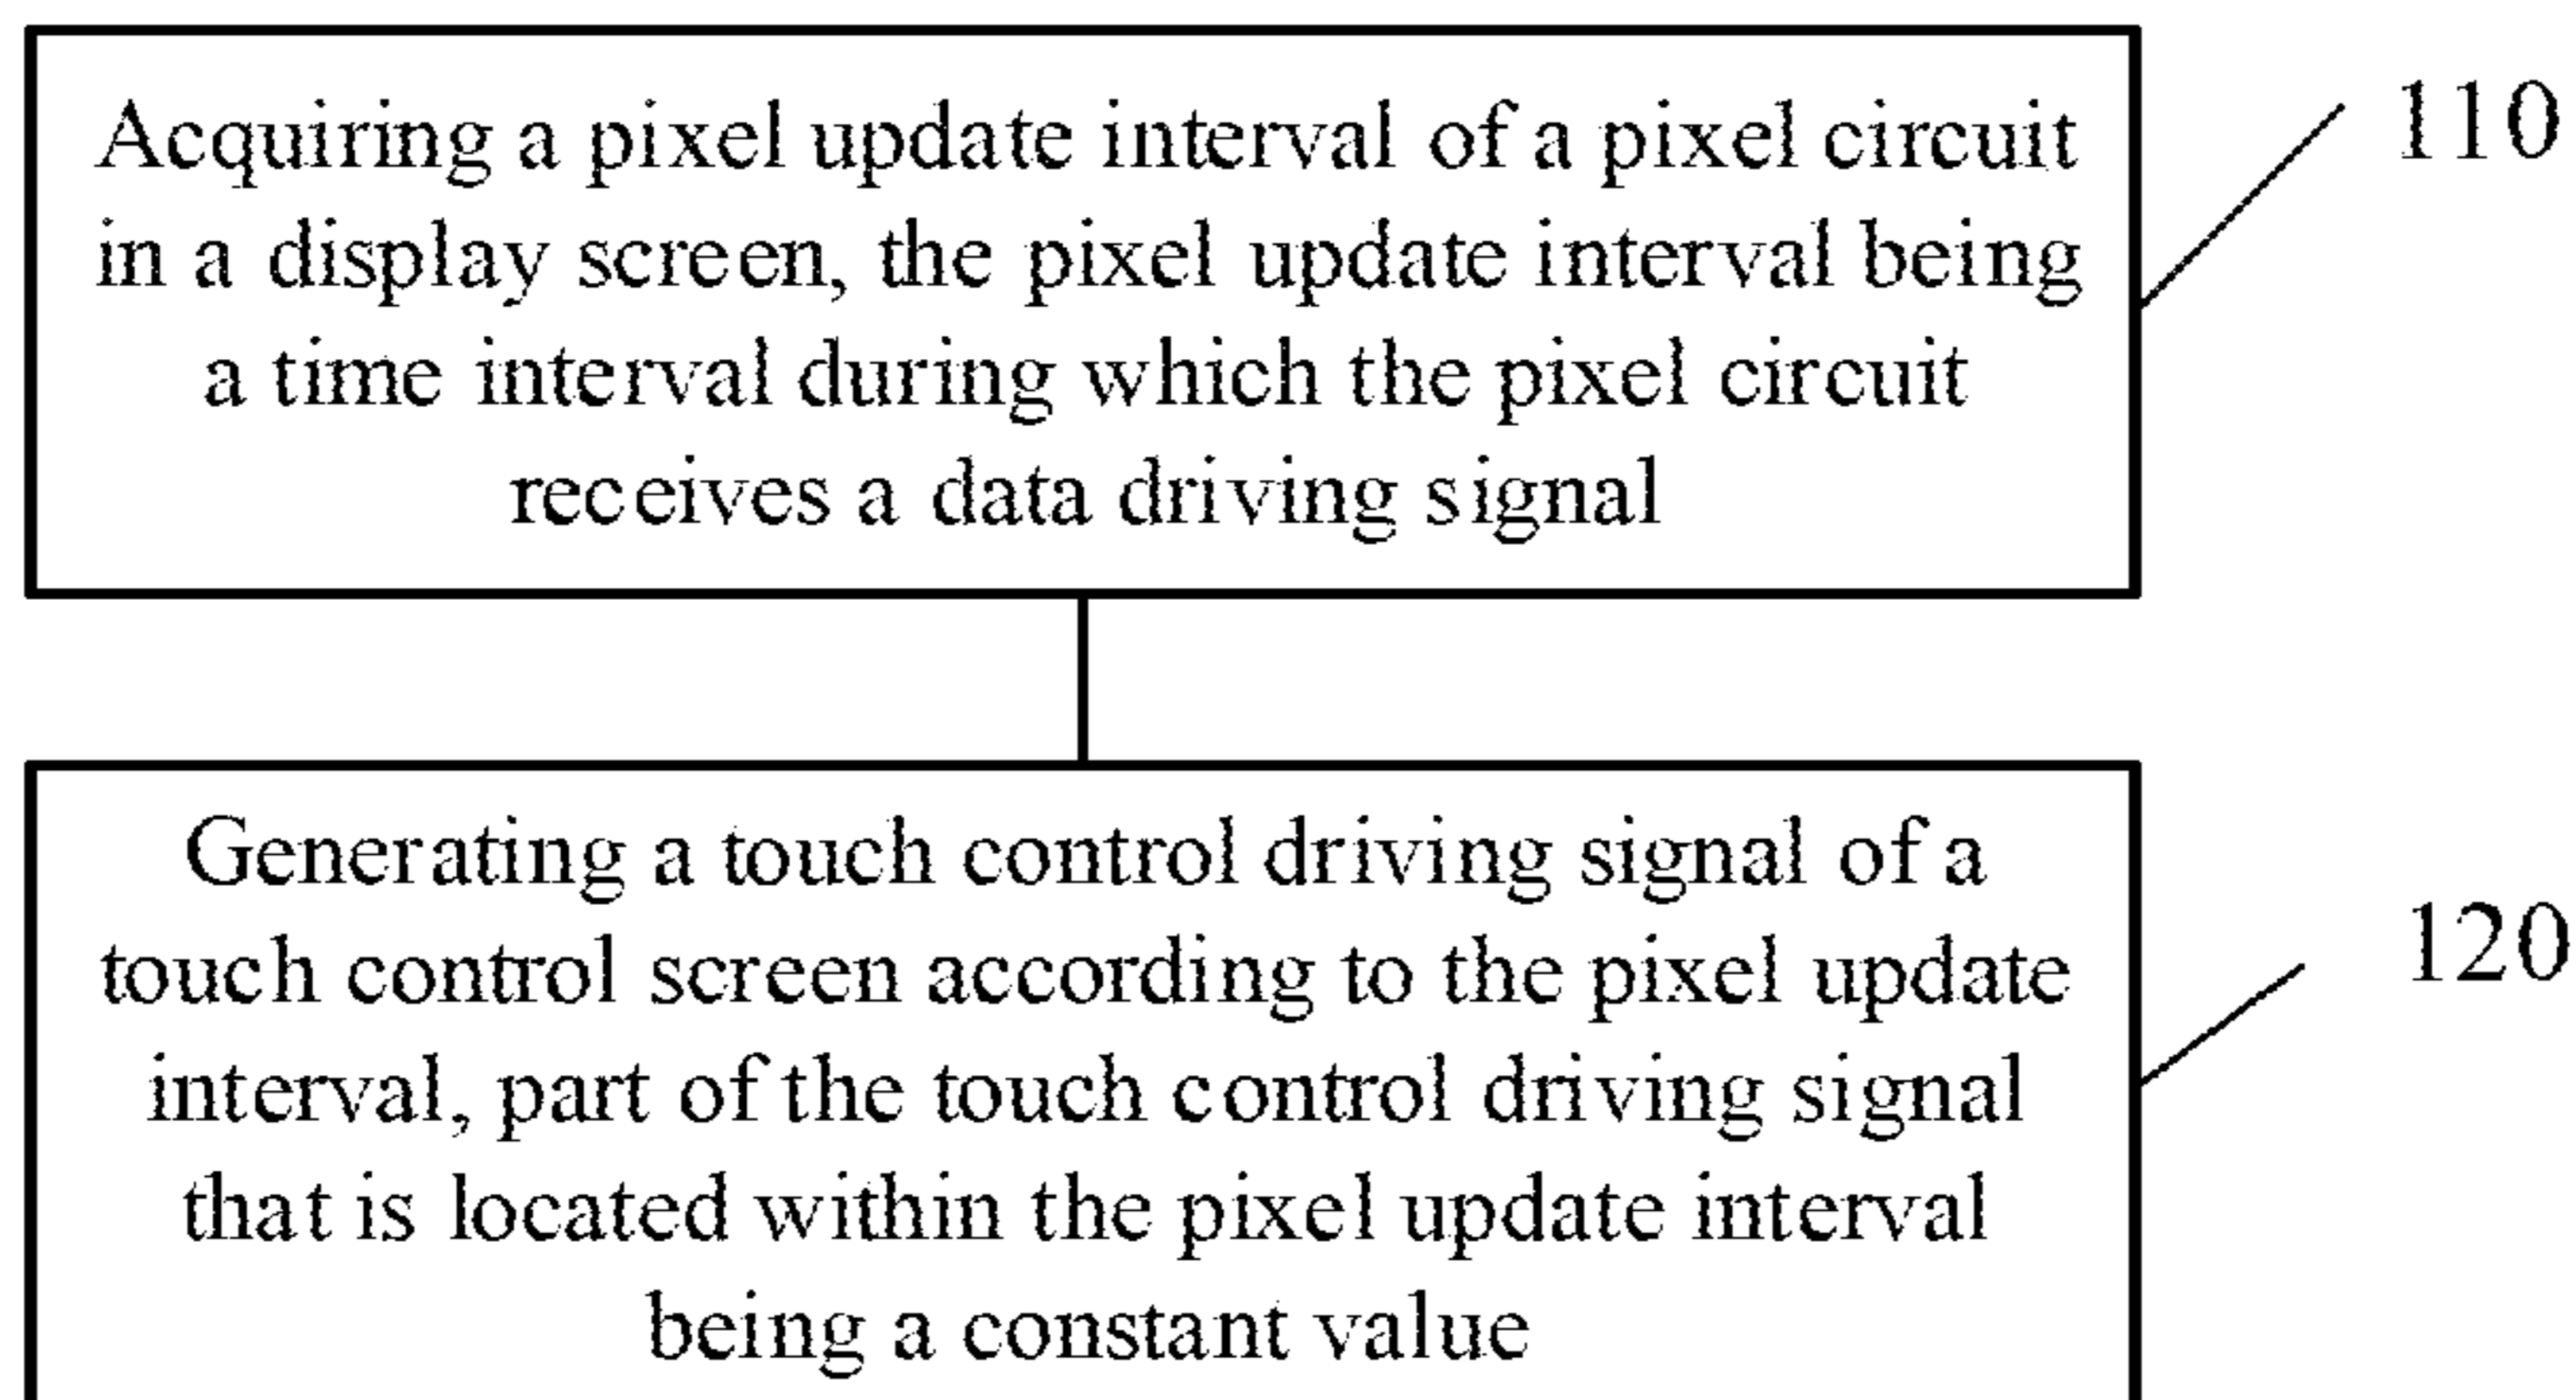 Acquiring a pixel update interval of a pixel circuit
in a display screen, the pixel update interval being
a time interval during which the pixel circuit
receives a data driving signal
110
Generating a touch control driving signal of a
touch control screen according to the pixel update
interval, part of the touch control driving signal
that is located within the pixel update interval
being a constant value
120